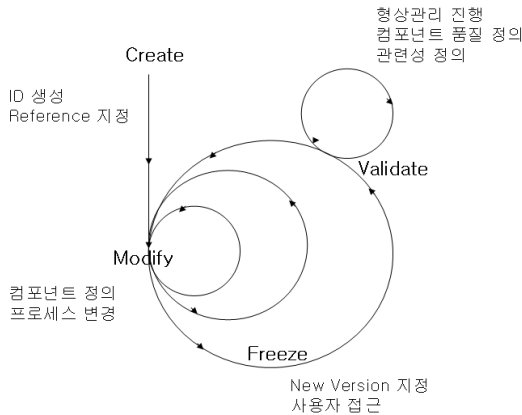 형상관리 진행
컴포넌트 품질 정의
관련성 정의
Create
ID 생성
Reference 지정
Validate
Modify
컴포넌트 정의
프로세스 변경
Freeze
New Version 지정
사용자 접근